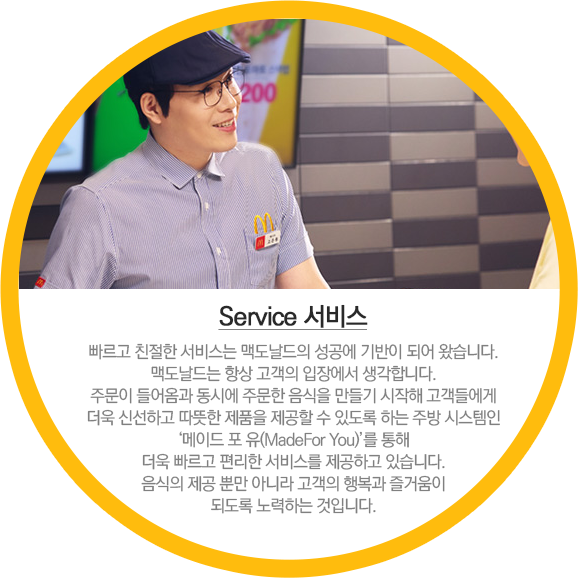 200
Service 서비스
빠르고 친절한 서비스는 맥도날드의 성공에 기반이 되어 왔습니다.
맥도날드는 항상 고객의 입장에서 생각합니다.
주문이 들어옴과 동시에 주문한 음식을 만들기 시작해 고객들에게
더욱 신선하고 따뜻한 제품을 제공할 수 있도록 하는 주방 시스템인
‘메이드 포 유(MadeFor You)’를 통해
더욱 빠르고 편리한 서비스를 제공하고 있습니다.
음식의 제공 뿐만 아니라 고객의 행복과 즐거움이
되도록 노력하는 것입니다.